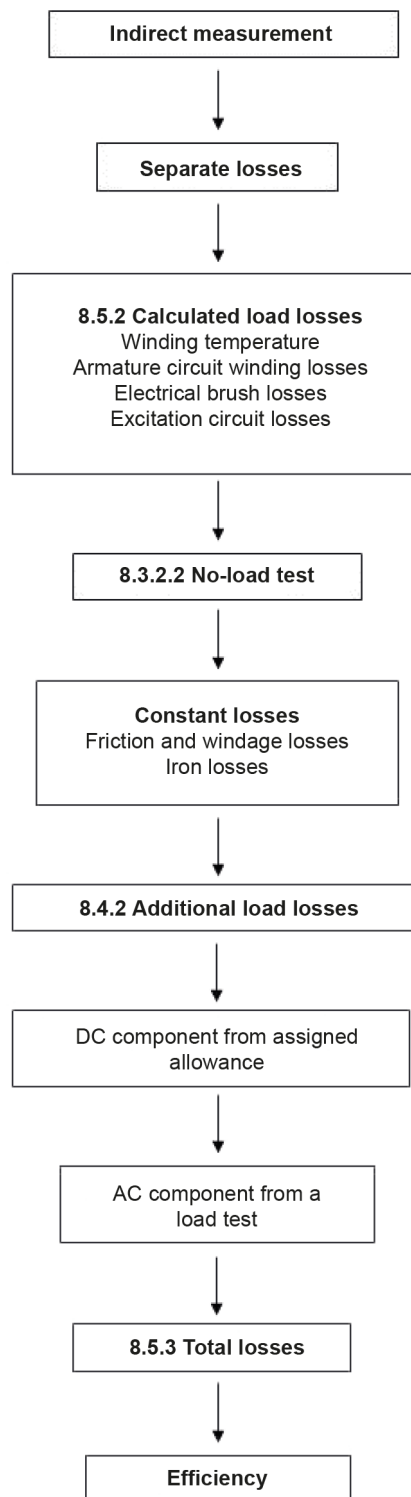 Indirect measurement
Separate losses
8.5.2 Calculated load losses
Winding temperature
Armature circuit winding losses
Electrical brush losses
Excitation circuit losses
8.3.2.2 No-load test
Constant losses
Friction and windage losses
Iron losses
8.4.2 Additional load losses
DC component from assigned
allowance
AC component from a
load test
8.5.3 Total losses
Efficiency